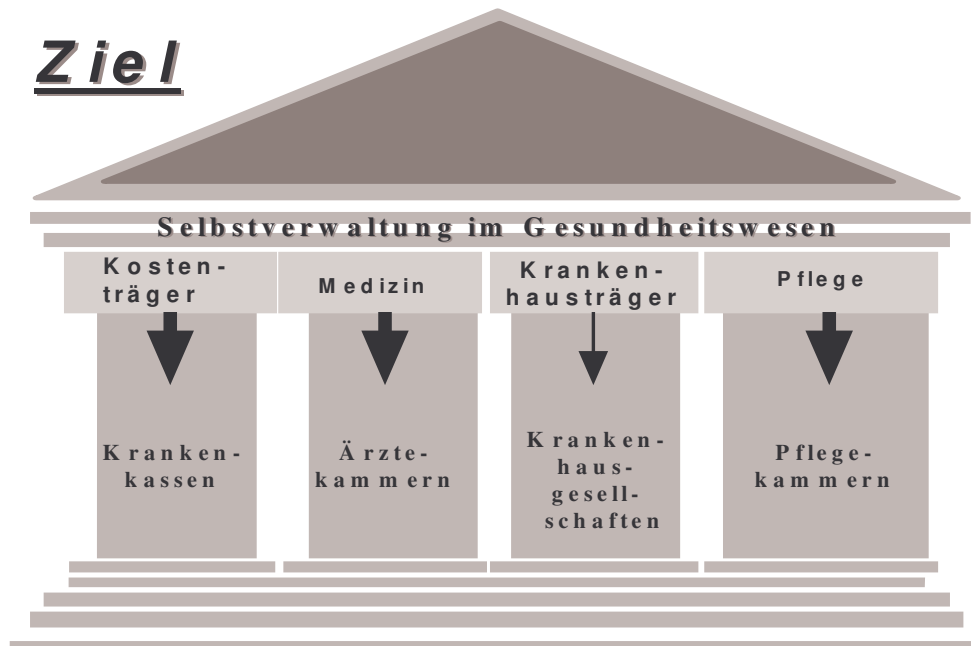 Ziel
Selbstverwaltung im Gesundheitswesen
Kosten-
träger
Medizin
Kranken-
hausträger
Pflege
Kranken-
kassen
Ärzte-
kammern
Kranken-
haus-
gesell-
schaften
Pflege-
kammern